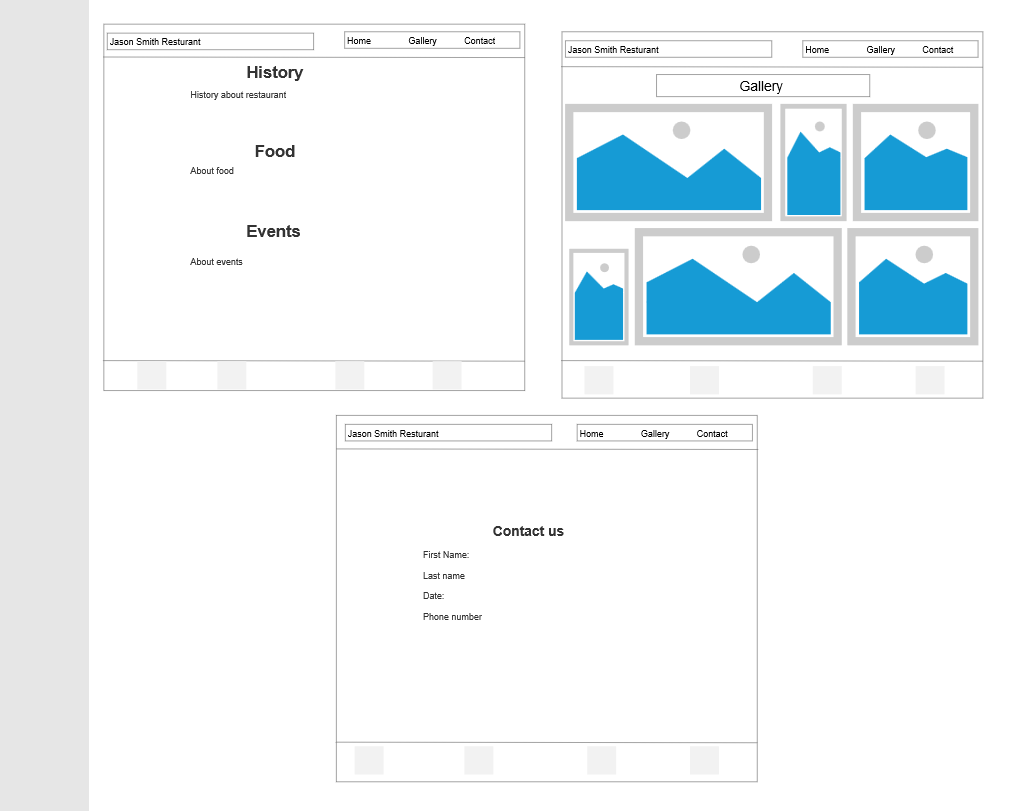 Jason Smith Resturant
Home Gallery Contact
History
History about restaurant
Food
About food
Events
About events
Jason Smith Resturant
Home Gallery Contact
Gallery
Jason Smith Resturant
Home Gallery Contact
Contact us
First Name:
Last name
Date:
Phone number